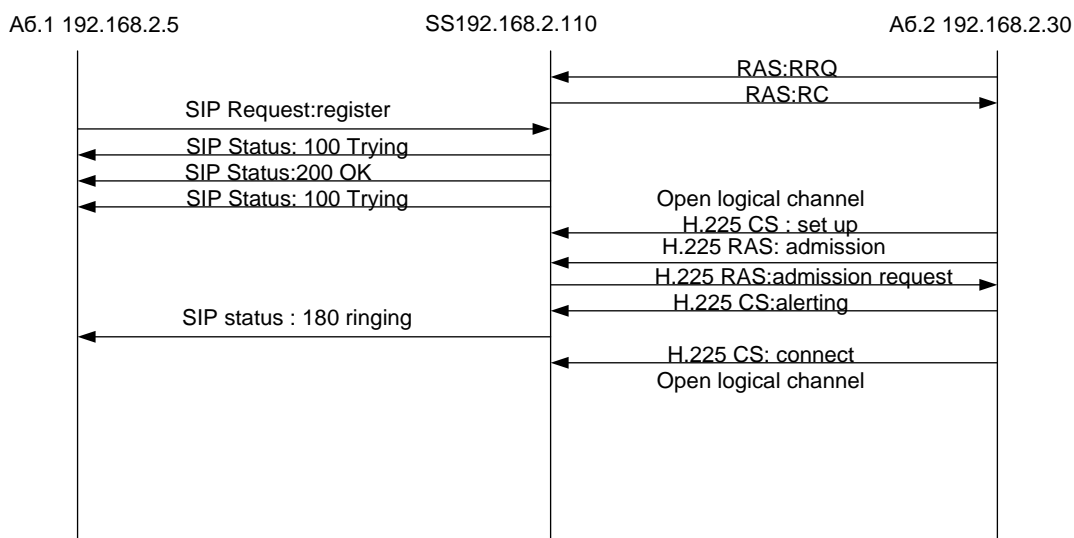 Аб.1 192.168.2.5
SS192.168.2.110
Аб.2 192.168.2.30
RAS:RRQ
RAS:RC
SIP Request:register
SIP Status: 100 Trying
SIP Status:200 OK
SIP Status: 100 Trying
Open logical channel
H.225 CS : set up
H.225 RAS: admission
H.225 RAS:admission request
H.225 CS:alerting
SIP status : 180 ringing
H.225 CS: connect
Open logical channel